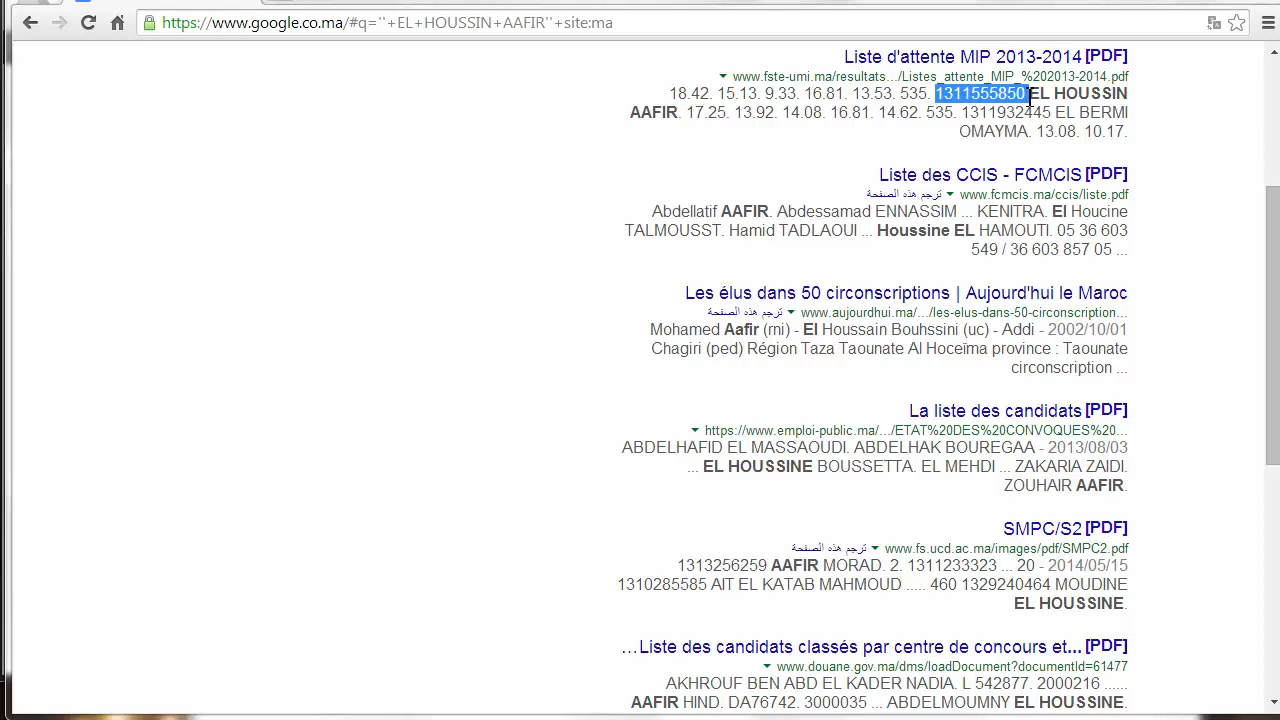 https://www.google.co.ma/#q=''+EL+HOUSSIN+AAFIR''+site:ma
Liste d'attente MIP 2013-2014 [PDF]
www.fste-umi.ma/resultats.../Listes_attente_MIP_%202013-2014.pdf
18.42. 15.13. 9.33. 16.81. 13.53. 535. 1311555850 EL HOUSSIN
AAFIR. 17.25. 13.92. 14.08. 16.81. 14.62. 535. 1311932445 EL BERMI
OMAYMA. 13.08. 10.17.
Liste des CCIS - FCMCIS [PDF]
ترجم هذه الصفحة www.fcmcis.ma/ccis/liste.pdf
Abdellatif AAFIR. Abdessamad ENNASSIM ... KENITRA. El Houcine
TALMOUSST. Hamid TADLAOUI ... Houssine EL HAMOUTI. 05 36 603
549 / 36 603 857 05 ...
Les élus dans 50 circonscriptions | Aujourd'hui le Maroc
ترجم هذه الصفحة www.aujourdhui.ma/.../les-elus-dans-50-circonscription...
Mohamed Aafir (rni) - El Houssain Bouhssini (uc) - Addi - 2002/10/01
Chagiri (ped) Région Taza Taounate Al Hoceïma province : Taounate
circonscription ...
La liste des candidats [PDF]
https://www.emploi-public.ma/.../ETAT%20DES%20CONVOQUES%20...
ABDELHAFID EL MASSAOUDI. ABDELHAK BOUREGAA - 2013/08/03
... EL HOUSSINE BOUSSETTA. EL MEHDI ... ZAKARIA ZAIDI.
ZOUHAIR AAFIR.
SMPC/S2 [PDF]
ترجم هذه الصفحة www.fs.ucd.ac.ma/images/pdf/SMPC2.pdf
1313256259 AAFIR MORAD. 2. 1311233323 ... 20 - 2014/05/15
1310285585 AIT EL KATAB MAHMOUD ..... 460 1329240464 MOUDINE
EL HOUSSINE.
...Liste des candidats classés par centre de concours et... [PDF]
www.douane.gov.ma/dms/loadDocument?documentId=61477
AKHROUF BEN ABD EL KADER NADIA. L 542877. 2000216 ......
AAFIR HIND. DA76742. 3000035 ... ABDELMOUMNY EL HOUSSINE.